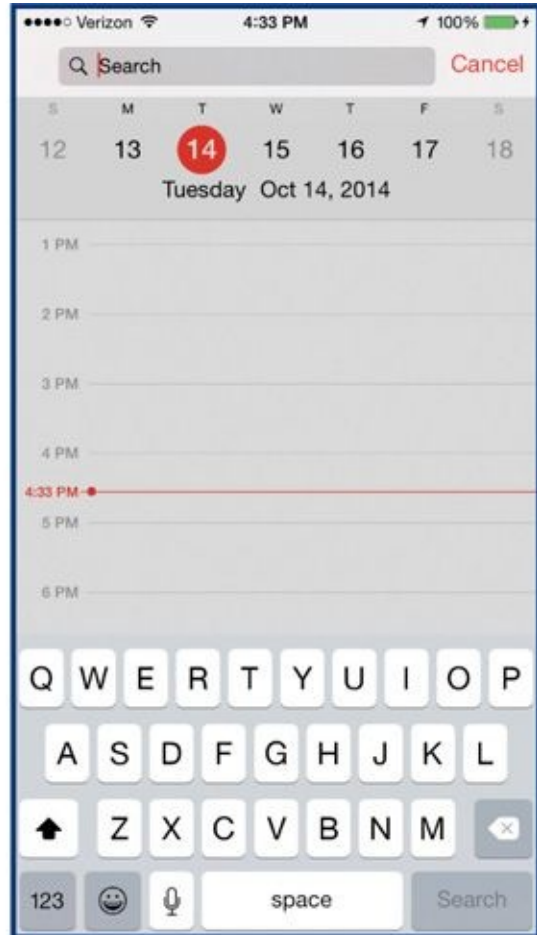 Verizon 4:33 PM 100%
Search Cancel
S M T W T F S
12 13 14 15 16 17 18
Tuesday Oct 14, 2014
1 PM
2 PM
3 PM
4 PM
4:33 PM
5 PM
6 PM
Q W E R T Y U I O P
A S D F G H J K L
Z X C V B N M
123 space Search